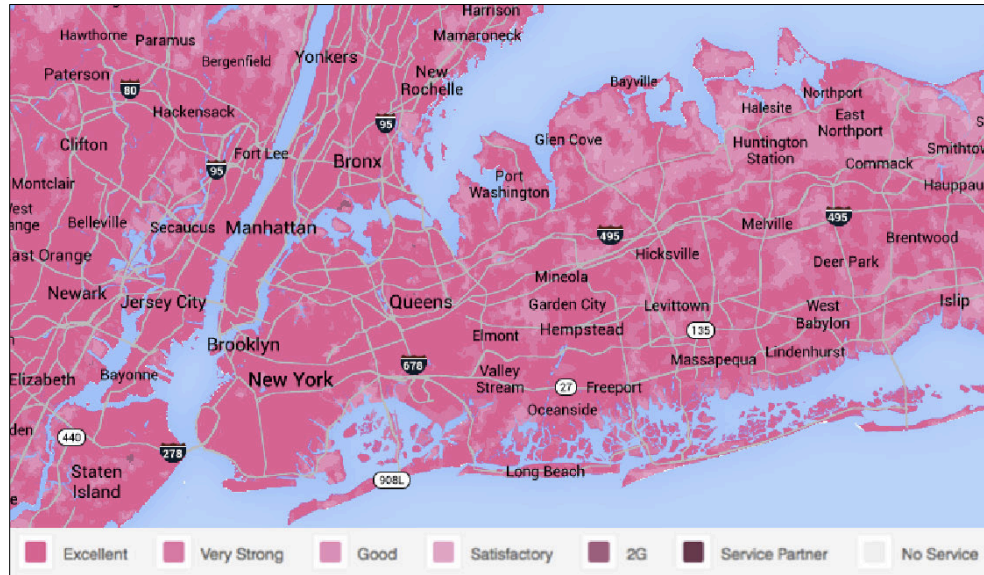 Harrison
Hawthorne
Paramus
Mamaroneck
Bergenfield
Yonkers
Paterson
80
New
Rochelle
Bayville
Northport
Hackensack
Halesite
East
Northport
95
Clifton
Glen Cove
Huntington
Station
Fort Lee
Bronx
Smithtow
95
Commack
Montclair
Port
Washington
Hauppau
Belleville
Secaucus
Manhattan
495
Melville
495
Brentwood
ast Orange
Hicksville
Deer Park
Mineola
Newark
Jersey City
Queens
Garden City
Levittown
West
Babylon
Islip
Elmont
Hempstead
135
Brooklyn
Massapequa
Lindenhurst
Elizabeth
Bayonne
New York
678
Valley
Stream
27
Freeport
Oceanside
440
278
Staten
Island
908L
Long Beach
Excellent
Very Strong
Good
Satisfactory
2G
Service Partner
No Service